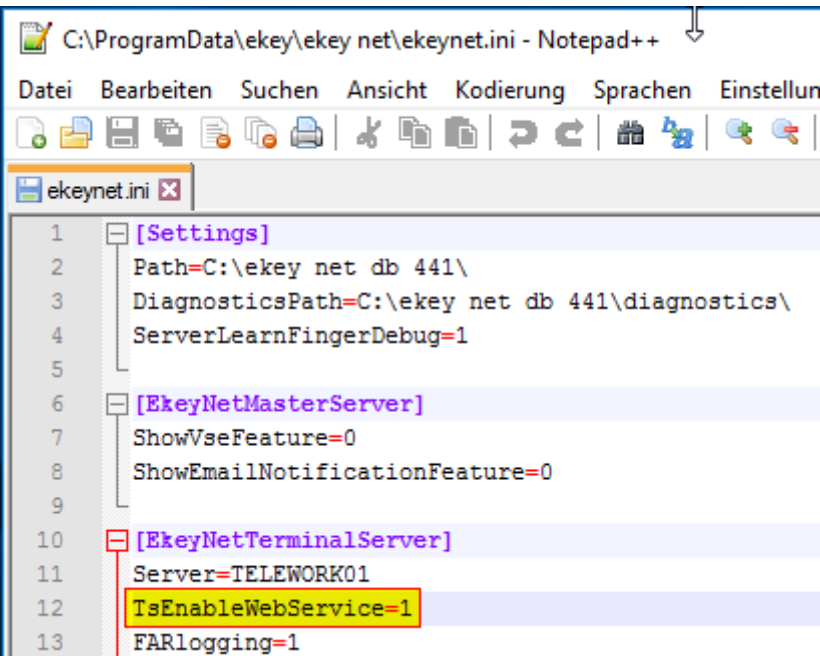 C:\ProgramData\ekey\ekey net\ekeynet.ini - Notepad++
Datei Bearbeiten Suchen Ansicht Kodierung Sprachen Einstellun
ekeynet.ini
1 [Settings]
2 Path=C:\ekey net db 441\
3 DiagnosticsPath=C:\ekey net db 441\diagnostics\
4 ServerLearnFingerDebug=1
5
6 [EkeyNetMasterServer]
7 ShowVseFeature=0
8 ShowEmailNotificationFeature=0
9
10 [EkeyNetTerminalServer]
11 Server=TELEWORK01
12 TsEnableWebService=1
13 FARlogging=1